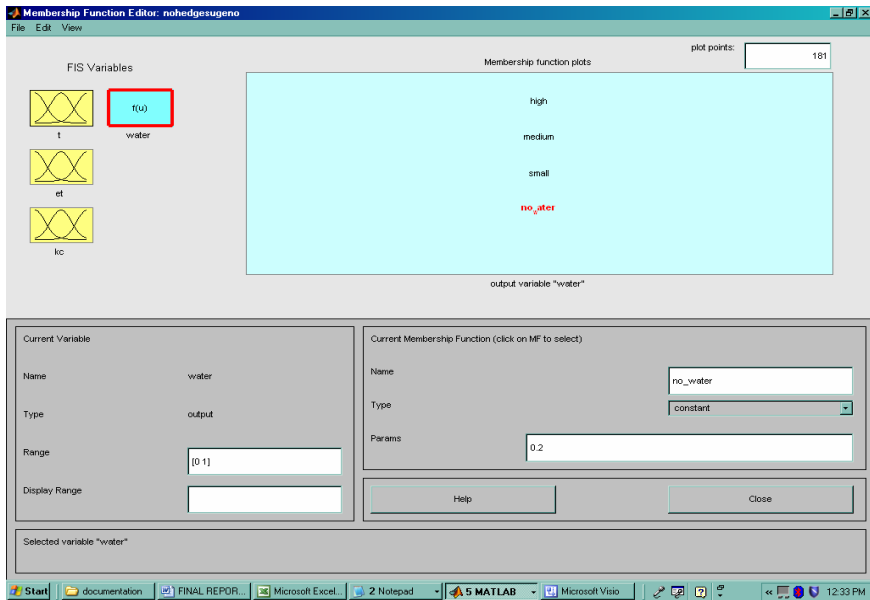 Membership Function Editor: nohedgesugeno
File Edit View
FIS Variables
f(u)
t
water
et
kc
plot points:
181
Membership function plots
high
medium
small
no_water
output variable "water"
Current Variable
Name
water
Type
output
Range
[0 1]
Display Range
Current Membership Function (click on MF to select)
Name
no_water
Type
constant
Params
0.2
Help
Close
Selected variable "water"
Start
documentation
FINAL REPOR...
Microsoft Excel...
2 Notepad
5 MATLAB
Microsoft Visio
12:33 PM